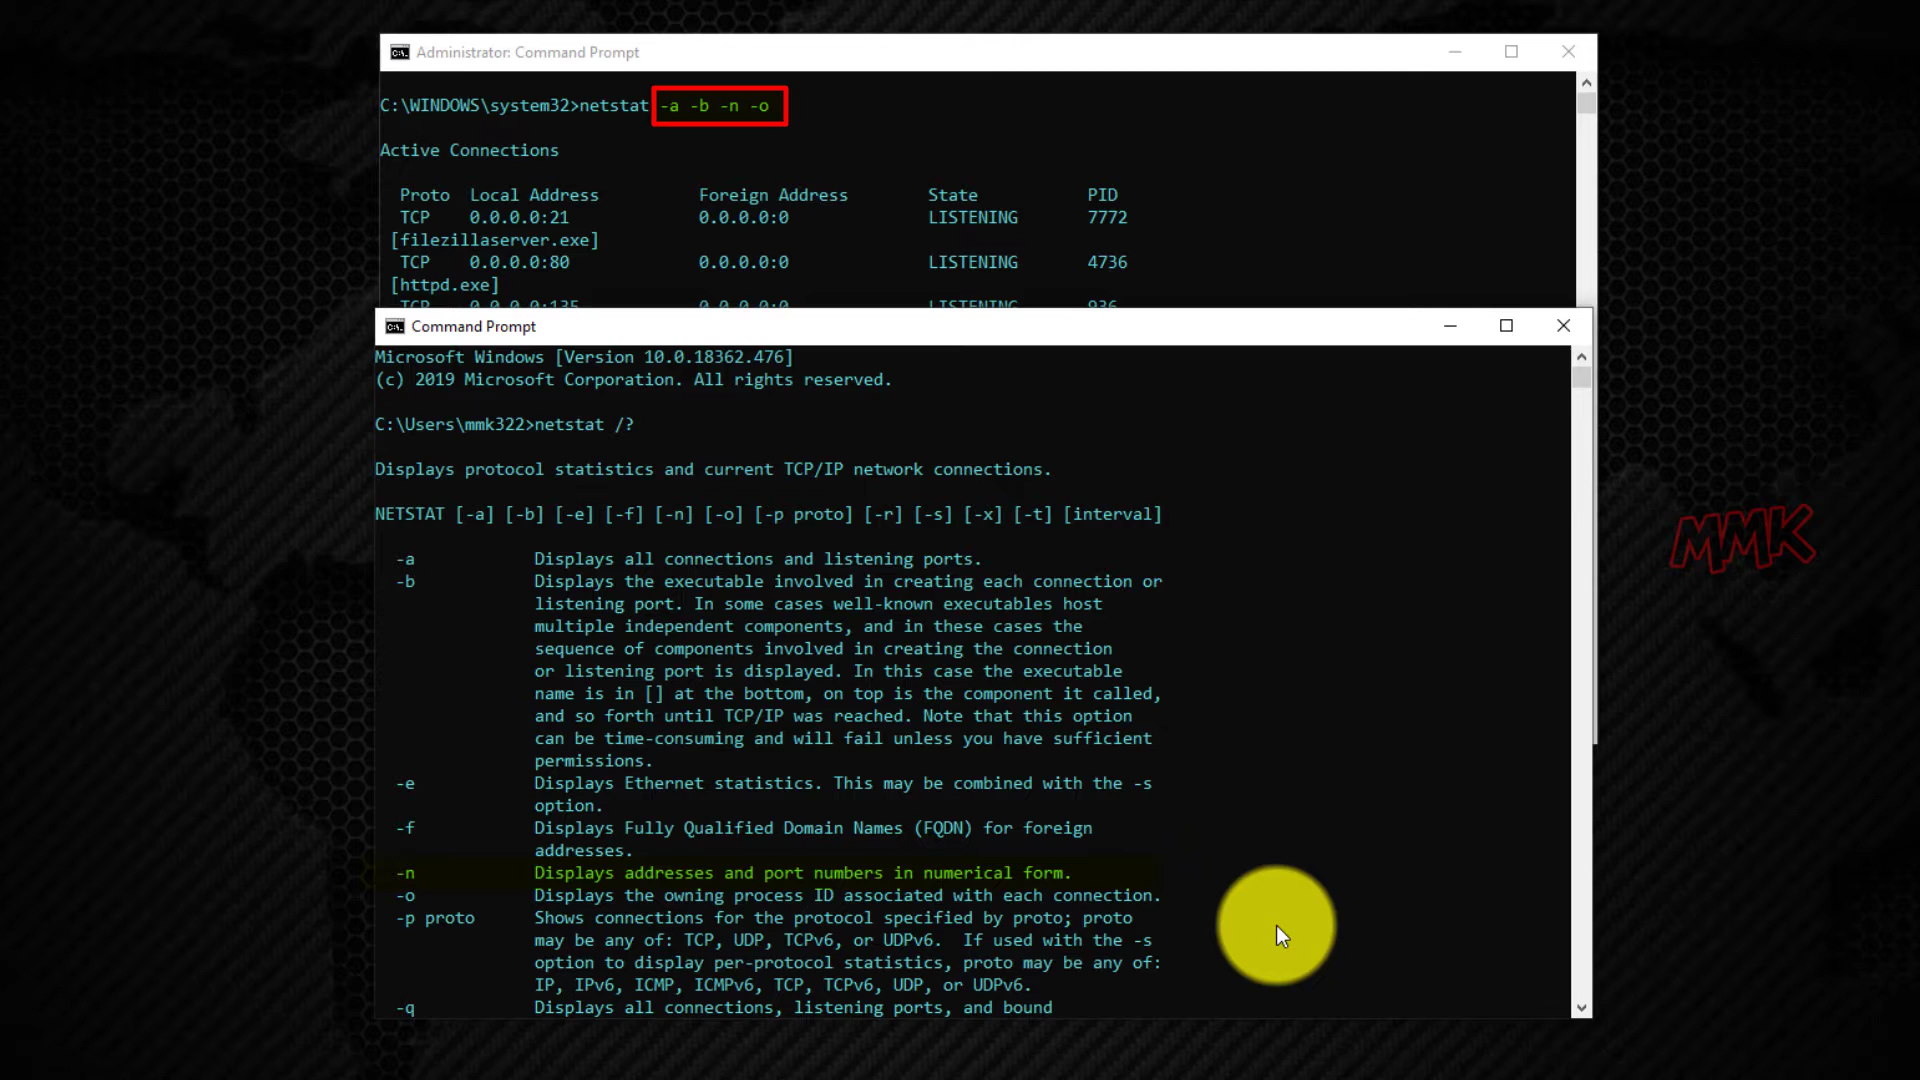 Administrator: Command Prompt
C:\WINDOWS\system32>netstat -a -b -n -o
Active Connections
Proto Local Address Foreign Address State PID
TCP 0.0.0.0:21 0.0.0.0:0 LISTENING 7772
[filezillaserver.exe]
TCP 0.0.0.0:80 0.0.0.0:0 LISTENING 4736
[httpd.exe]
TCP 0.0.0.0:135 0.0.0.0:0 LISTENING 936
Command Prompt
Microsoft Windows [Version 10.0.18362.476]
(c) 2019 Microsoft Corporation. All rights reserved.
C:\Users\mmk322>netstat /?
Displays protocol statistics and current TCP/IP network connections.
NETSTAT [-a] [-b] [-e] [-f] [-n] [-o] [-p proto] [-r] [-s] [-x] [-t] [interval]
-a Displays all connections and listening ports.
-b Displays the executable involved in creating each connection or
listening port. In some cases well-known executables host
multiple independent components, and in these cases the
sequence of components involved in creating the connection
or listening port is displayed. In this case the executable
name is in [] at the bottom, on top is the component it called,
and so forth until TCP/IP was reached. Note that this option
can be time-consuming and will fail unless you have sufficient
permissions.
-e Displays Ethernet statistics. This may be combined with the -s
option.
-f Displays Fully Qualified Domain Names (FQDN) for foreign
addresses.
-n Displays addresses and port numbers in numerical form.
-o Displays the owning process ID associated with each connection.
-p proto Shows connections for the protocol specified by proto; proto
may be any of: TCP, UDP, TCPv6, or UDPv6. If used with the -s
option to display per-protocol statistics, proto may be any of:
IP, IPv6, ICMP, ICMPv6, TCP, TCPv6, UDP, or UDPv6.
-q Displays all connections, listening ports, and bound
MMK